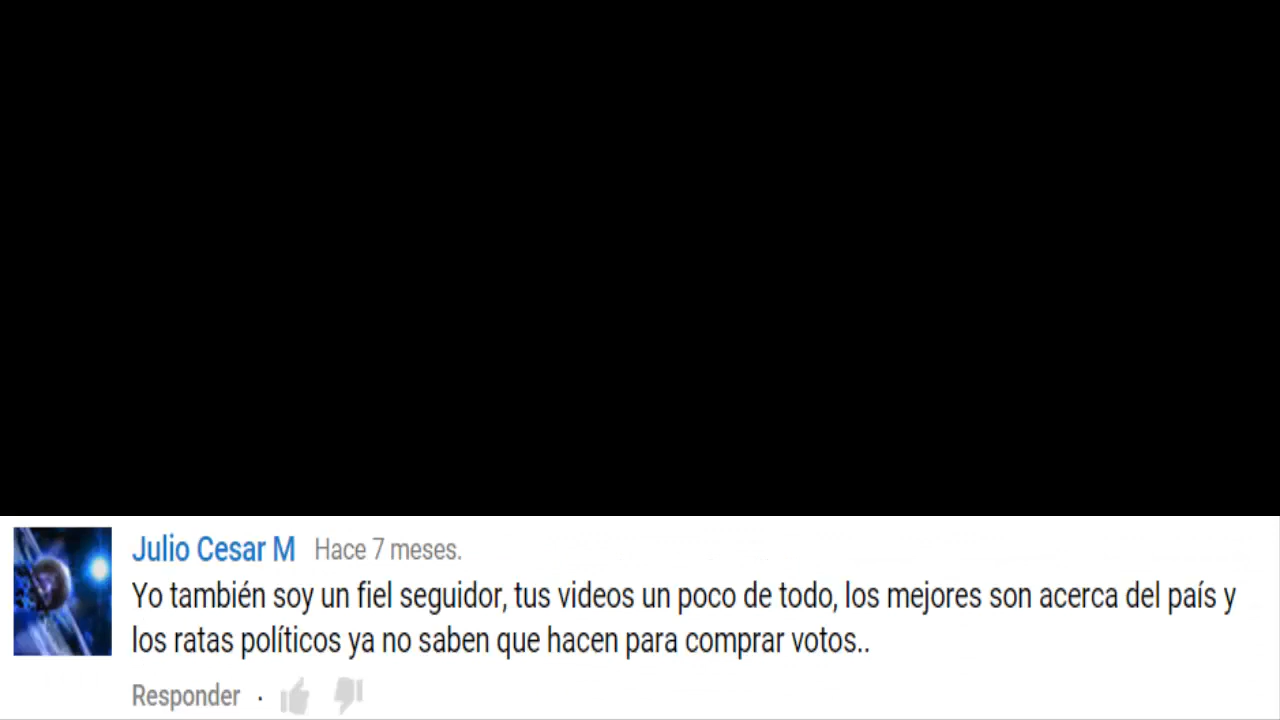 Julio Cesar M Hace 7 meses.
Yo también soy un fiel seguidor, tus videos un poco de todo, los mejores son acerca del país y
los ratas políticos ya no saben que hacen para comprar votos..
Responder ·